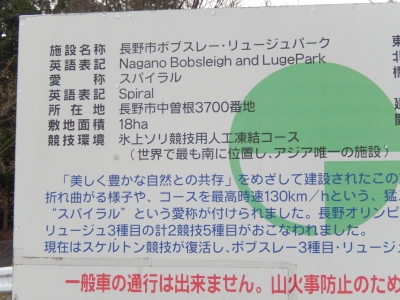 施設名称 長野市ボブスレー・リュージュパーク
英語表記 Nagano Bobsleigh and LugePark
愛称 スパイラル
英語表記 Spiral
所在地 長野市中曽根3700番地
敷地面積 18ha
競技環境 氷上ソリ競技用人工凍結コース
（世界で最も南に位置し、アジア唯一の施設）
「美しく豊かな自然との共存」をめざして建設されたこの
折れ曲がる様子や、コースを最高時速130km/hという、猛
“スパイラル”という愛称が付けられました。長野オリンピ
リュージュ3種目の計2競技5種目がおこなわれました。
現在はスケルトン競技が復活し、ボブスレー3種目・リュージュ
一般車の通行は出来ません。山火事防止のため
東
北